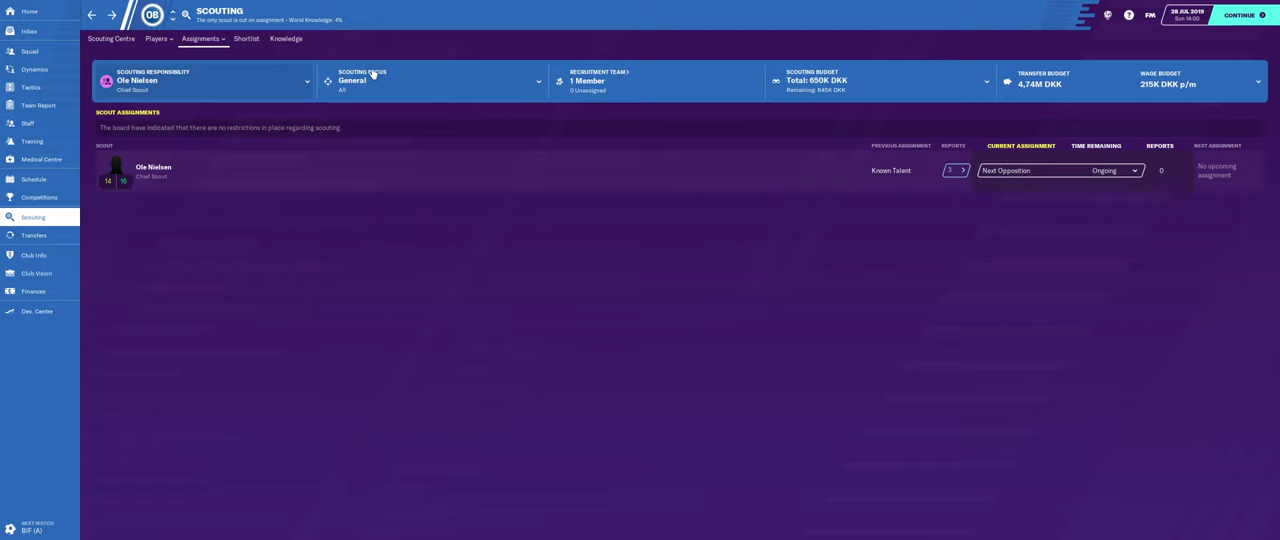 Home
Inbox
Squad
Dynamics
Tactics
Team Report
Staff
Training
Medical Centre
Schedule
Competitions
Scouting
Transfers
Club Info
Club Vision
Finances
Dev. Centre
NEXT MATCH
BIF (A)
OB
SCOUTING
The only scout is out on assignment - World Knowledge: 4%
?
FM
28 JUL 2019
Sun 14:00
CONTINUE
Scouting Centre
Players
Assignments
Shortlist
Knowledge
SCOUTING RESPONSIBILITY
Ole Nielsen
Chief Scout
SCOUTING FOCUS
General
All
RECRUITMENT TEAM
1 Member
0 Unassigned
SCOUTING BUDGET
Total: 650K DKK
Remaining: 645K DKK
TRANSFER BUDGET
4,74M DKK
WAGE BUDGET
215K DKK p/m
SCOUT ASSIGNMENTS
The board have indicated that there are no restrictions in place regarding scouting.
SCOUT
PREVIOUS ASSIGNMENT
REPORTS
CURRENT ASSIGNMENT
TIME REMAINING
REPORTS
NEXT ASSIGNMENT
14 16
Ole Nielsen
Chief Scout
Known Talent
3
Next Opposition
Ongoing
0
No upcoming
assignment